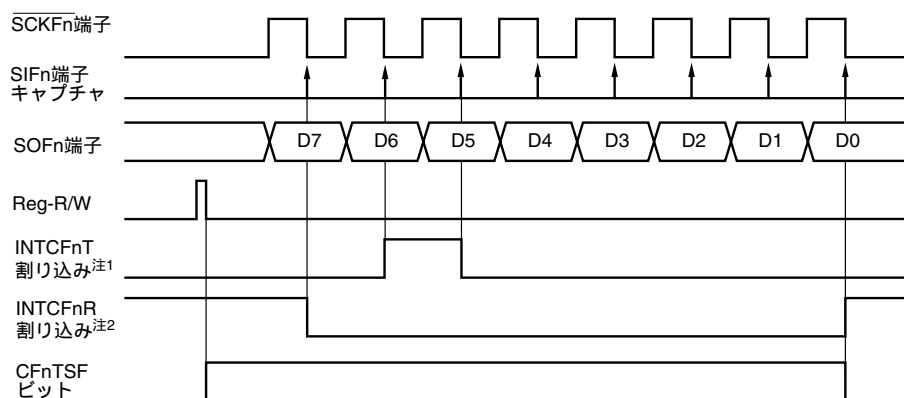 SCKFn端子
SIFn端子
キャプチャ
SOFn端子
D7 D6 D5 D4 D3 D2 D1 D0
Reg-R/W
INTCFnT
割り込み注1
INTCFnR
割り込み注2
CFnTSF
ビット